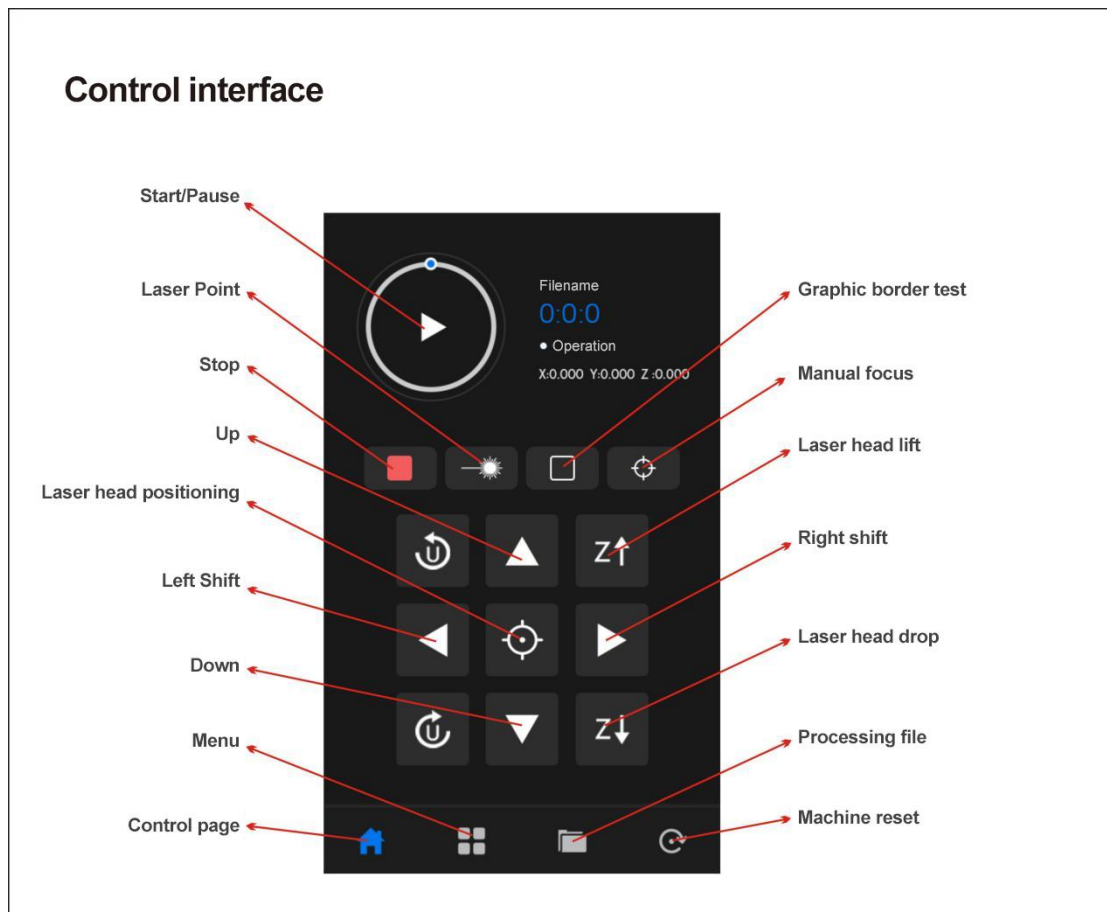 Control interface
Start/Pause
Laser Point
Stop
Up
Laser head positioning
Left Shift
Down
Menu
Control page
Filename
0:0:0
Operation
X:0.000 Y:0.000 Z :0.000
U
Z
U
Z
Graphic border test
Manual focus
Laser head lift
Right shift
Laser head drop
Processing file
Machine reset